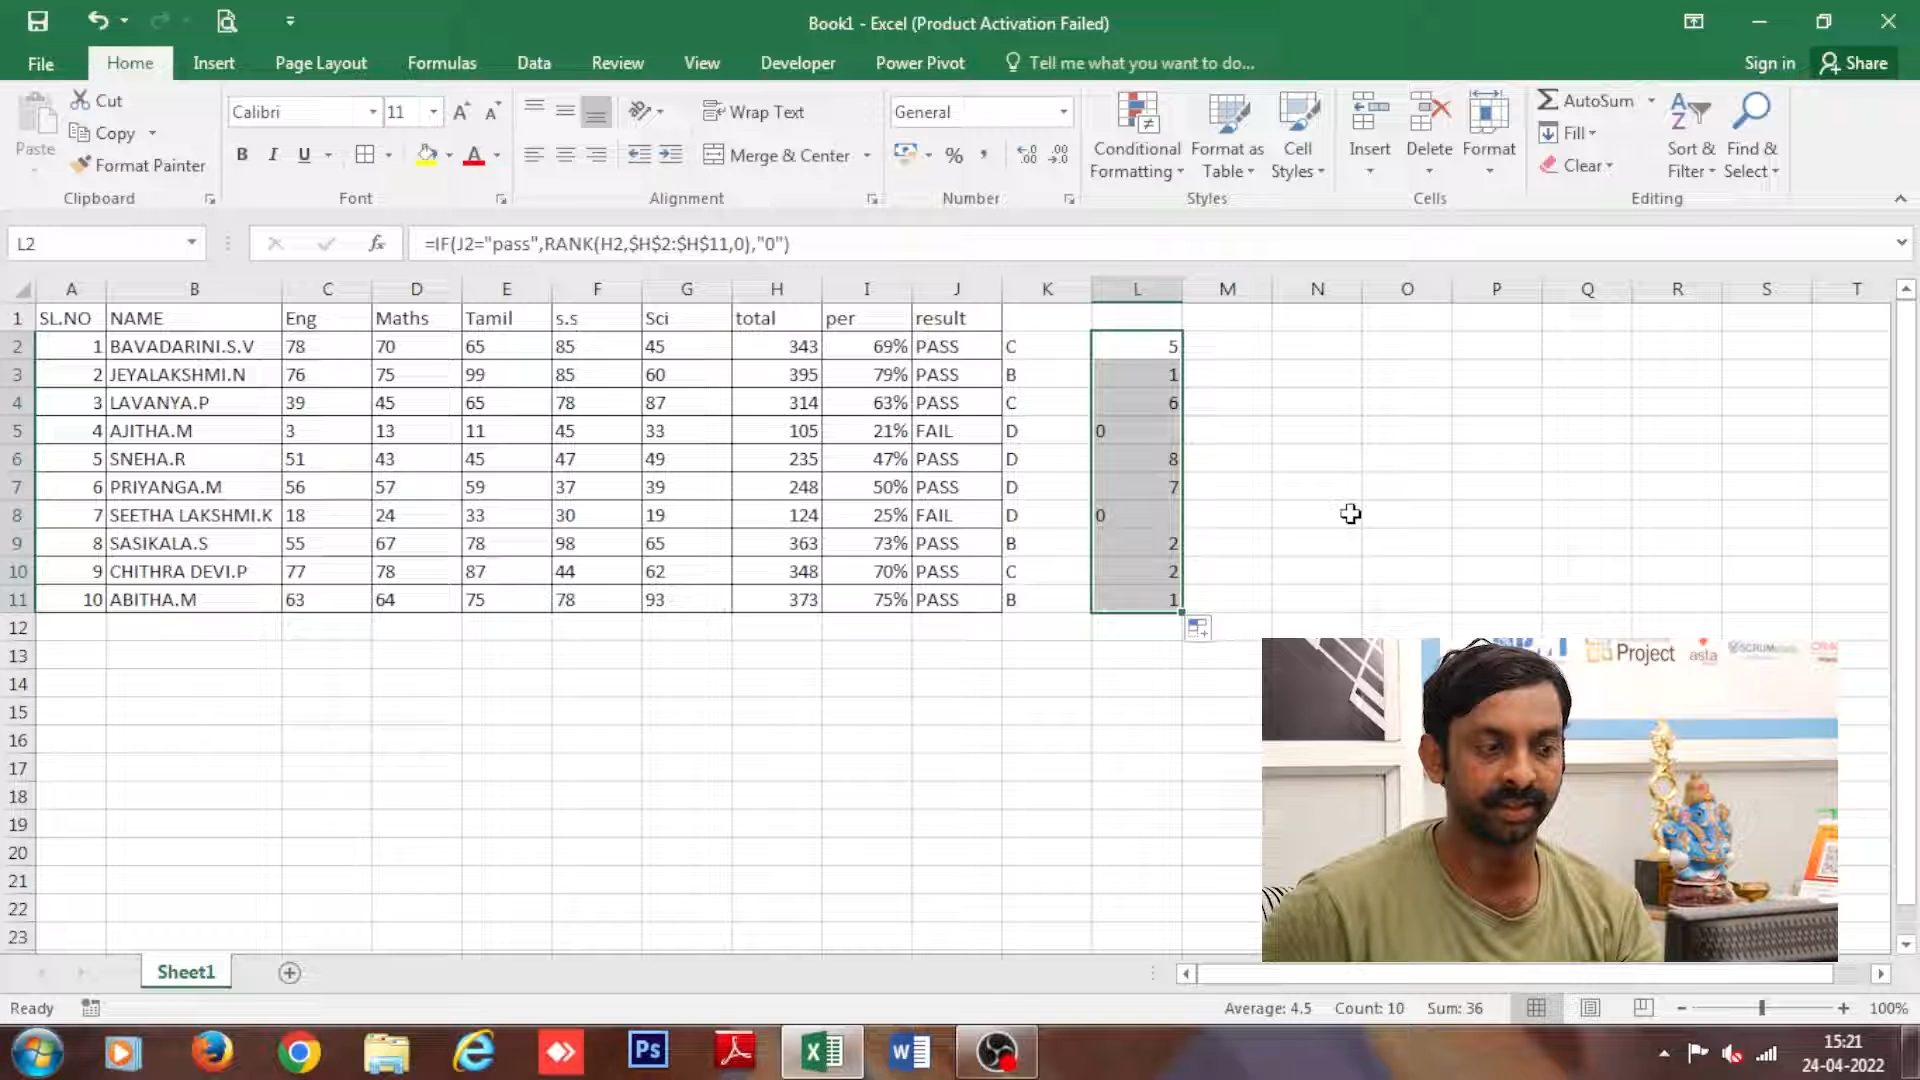 Book1 - Excel (Product Activation Failed)
File Home Insert Page Layout Formulas Data Review View Developer Power Pivot Tell me what you want to do... Sign in Share
Paste Cut Copy Format Painter Clipboard
Calibri 11 B I U Font
Wrap Text Merge & Center Alignment
General % , Number
Conditional Formatting Format as Table Cell Styles Styles
Insert Delete Format Cells
AutoSum Fill Clear Sort & Filter Find & Select Editing
L2 fx =IF(J2="pass",RANK(H2,$H$2:$H$11,0),"0")
A B C D E F G H I J K L M N O P Q R S T
1 SL.NO NAME Eng Maths Tamil s.s Sci total per result
2 1 BAVADARINI.S.V 78 70 65 85 45 343 69% PASS C 5
3 2 JEYALAKSHMI.N 76 75 99 85 60 395 79% PASS B 1
4 3 LAVANYA.P 39 45 65 78 87 314 63% PASS C 6
5 4 AJITHA.M 3 13 11 45 33 105 21% FAIL D 0
6 5 SNEHA.R 51 43 45 47 49 235 47% PASS D 8
7 6 PRIYANGA.M 56 57 59 37 39 248 50% PASS D 7
8 7 SEETHA LAKSHMI.K 18 24 33 30 19 124 25% FAIL D 0
9 8 SASIKALA.S 55 67 78 98 65 363 73% PASS B 2
10 9 CHITHRA DEVI.P 77 78 87 44 62 348 70% PASS C 2
11 10 ABITHA.M 63 64 75 78 93 373 75% PASS B 1
12
13
14
15
16
17
18
19
20
21
22
23
Project asta SCRUM
Sheet1
Ready Average: 4.5 Count: 10 Sum: 36 100%
Ps W
15:21
24-04-2022